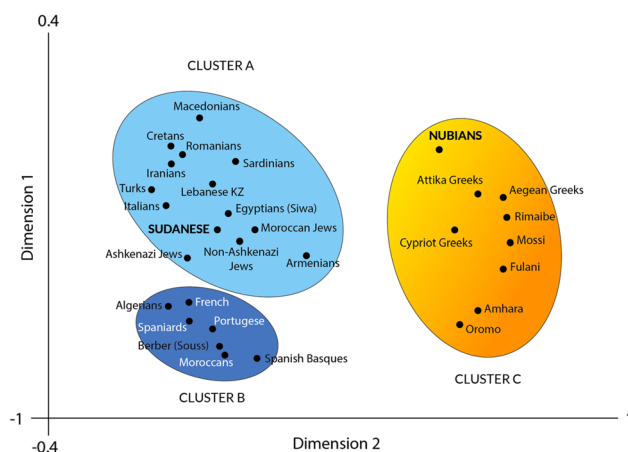 0.4
CLUSTER A
Macedonians
Cretans
Romanians
Iranians
Sardinians
Turks
Lebanese KZ
Italians
Egyptians (Siwa)
SUDANESE
Moroccan Jews
Ashkenazi Jews
Non-Ashkenazi
Jews
Armenians
NUBIANS
Attika Greeks
Aegean Greeks
Rimaibe
Cypriot Greeks
Mossi
Fulani
Amhara
Oromo
CLUSTER C
Algerians
French
Spaniards
Portugese
Berber (Souss)
Moroccans
Spanish Basques
CLUSTER B
Dimension 1
-1
-0.4
Dimension 2